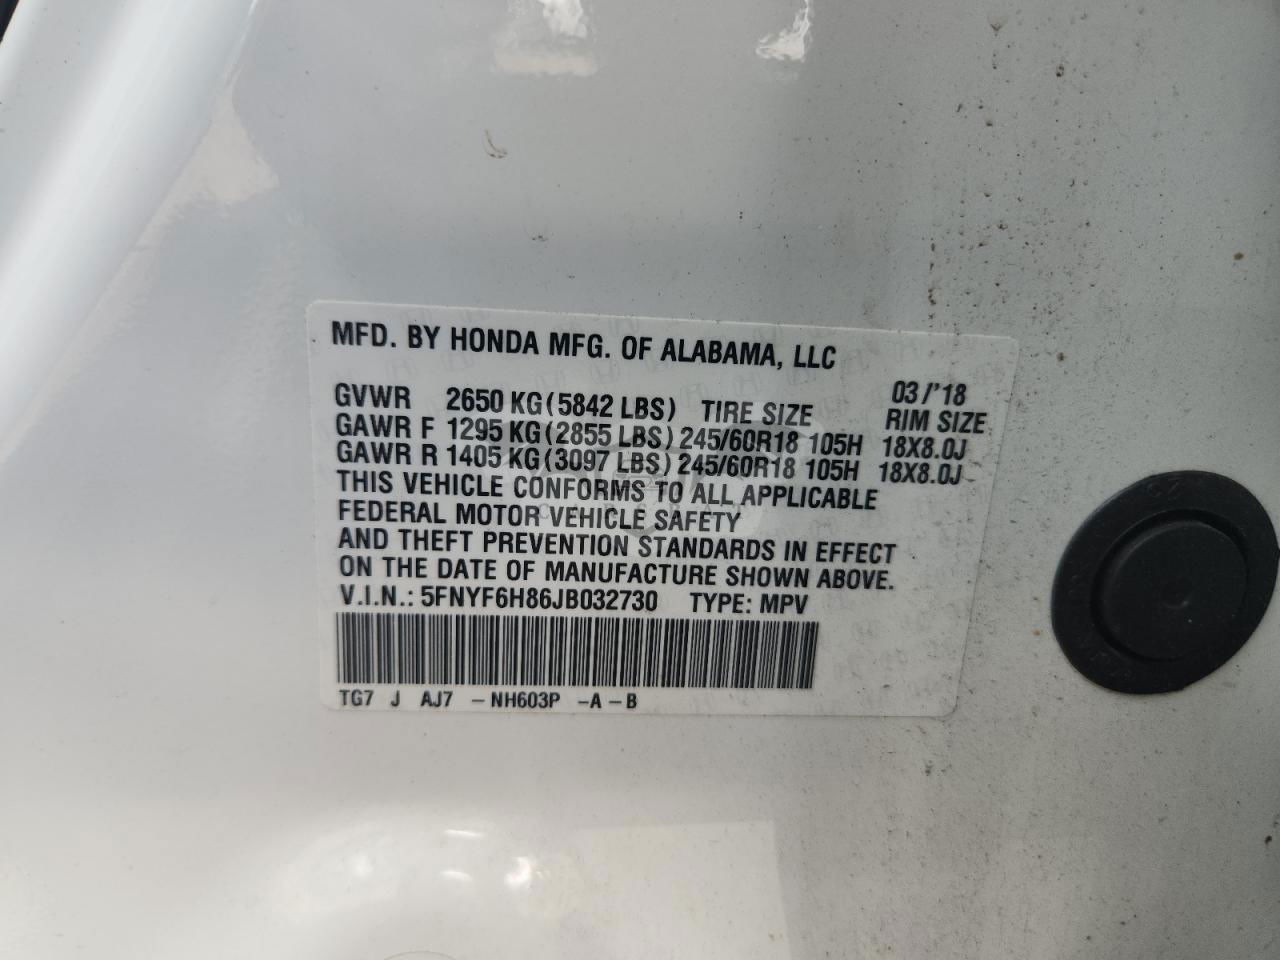 MFD. BY HONDA MFG. OF ALABAMA, LLC
03/'18
GVWR 2650 KG(5842 LBS) TIRE SIZE RIM SIZE
GAWR F 1295 KG(2855 LBS) 245/60R18 105H 18X8.0J
GAWR R 1405 KG(3097 LBS) 245/60R18 105H 18X8.0J
THIS VEHICLE CONFORMS TO ALL APPLICABLE
FEDERAL MOTOR VEHICLE SAFETY
AND THEFT PREVENTION STANDARDS IN EFFECT
ON THE DATE OF MANUFACTURE SHOWN ABOVE.
V.I.N.: 5FNYF6H86JB032730 TYPE: MPV
TG7 J AJ7 -NH603P -A-B